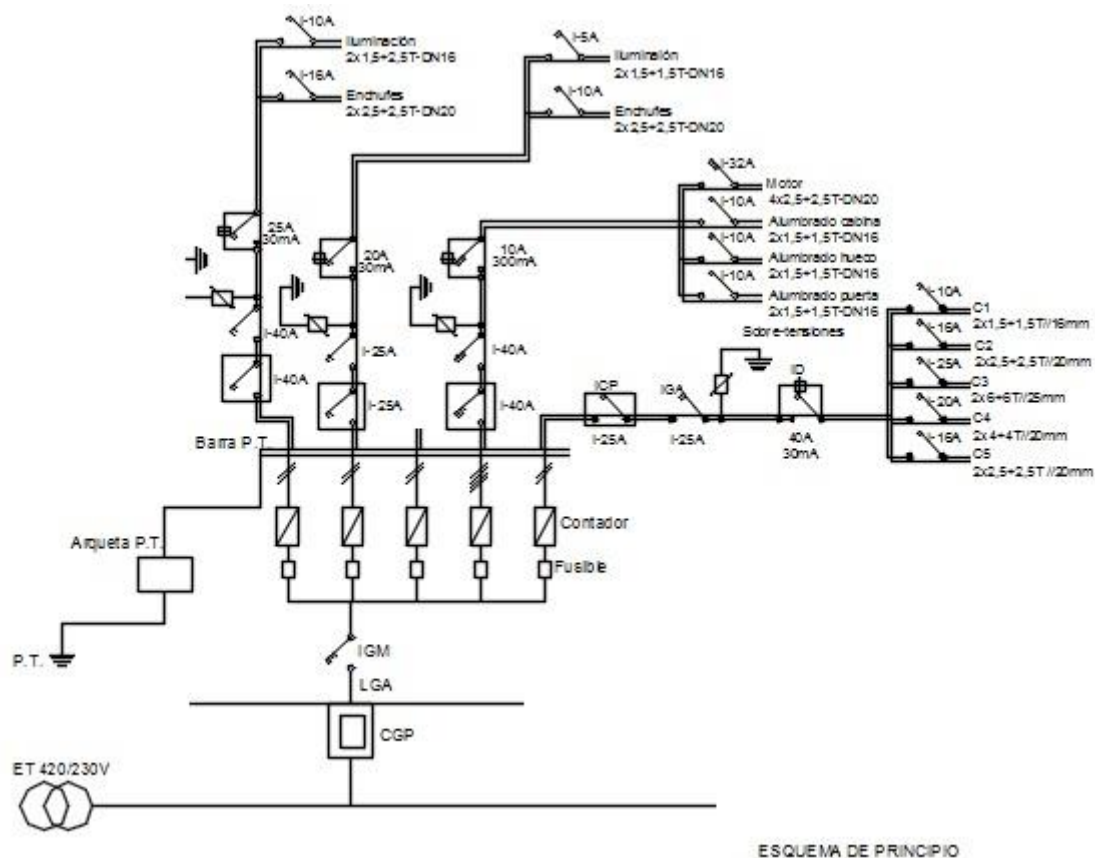 I-10A
Iluminación
2x1,5+2,5T-DN16
I-16A
Enchufes
2x2,5+2,5T-DN20
I-5A
Iluminaión
2x1,5+1,5T-DN16
I-10A
Enchufes
2x2,5+2,5T-DN20
I-32A
Motor
4x2,5+2,5T-DN20
I-10A
Alumbrado cabina
2x1,5+1,5T-DN16
I-10A
Alumbrado hueco
2x1,5+1,5T-DN16
I-10A
Alumbrado puerta
2x1,5+1,5T-DN16
25A
30mA
20A
30mA
10A
300mA
I-40A
I-25A
I-40A
I-40A
I-25A
I-40A
Sobre-tensiones
ICP
I-25A
IGA
I-25A
ID
40A
30mA
I-10A
C1
2x1,5+1,5T//16mm
I-16A
C2
2x2,5+2,5T//20mm
I-25A
C3
2x6+6T//25mm
I-20A
C4
2x4+4T//20mm
I-16A
C5
2x2,5+2,5T//20mm
Barra P.T.
Contador
Arqueta P.T.
Fusible
P.T.
IGM
LGA
CGP
ET 420/230V
ESQUEMA DE PRINCIPIO